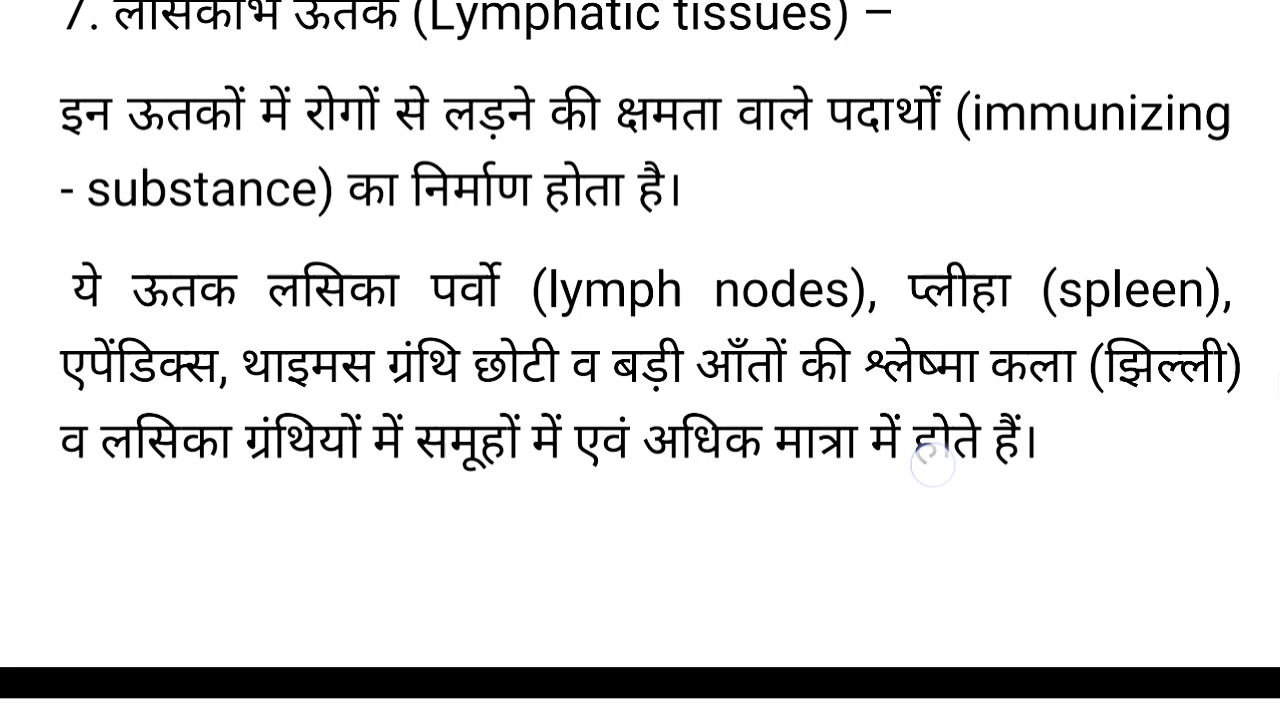 7. लसिकाभ ऊतक (Lymphatic tissues) –
इन ऊतकों में रोगों से लड़ने की क्षमता वाले पदार्थों (immunizing
- substance) का निर्माण होता है।
ये ऊतक लसिका पर्वो (lymph nodes), प्लीहा (spleen),
एपेंडिक्स, थाइमस ग्रंथि छोटी व बड़ी आँतों की श्लेष्मा कला (झिल्ली)
व लसिका ग्रंथियों में समूहों में एवं अधिक मात्रा में होते हैं।